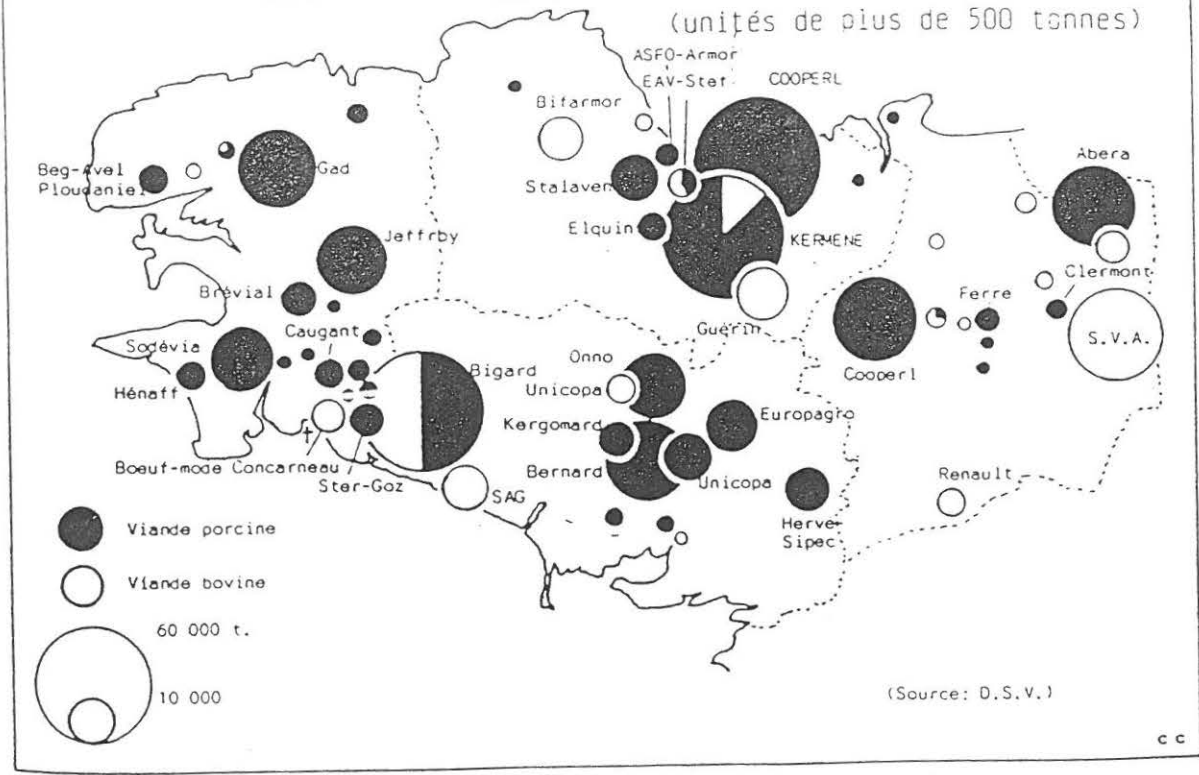 (unités de plus de 500 tonnes)
ASFO-Armor
EAV-Stef
COOPERL
Bifarmor
Abera
Beg-Avel
Ploudaniel
Gad
Stalaven
Elquin
KERMENE
Jeffrby
Brévial
Clermont
Ferre
Guérin
Caugant
S.V.A.
Sodévia
Onno
Bigard
Unicopa
Cooperl
Hénaff
Europagro
Kergomard
Boeuf-mode Concarneau
Bernard
Unicopa
Ster-Goz
Renault
SAG
Herve-
Sipec
Viande porcine
Viande bovine
60 000 t.
10 000
(Source: D.S.V.)
C C